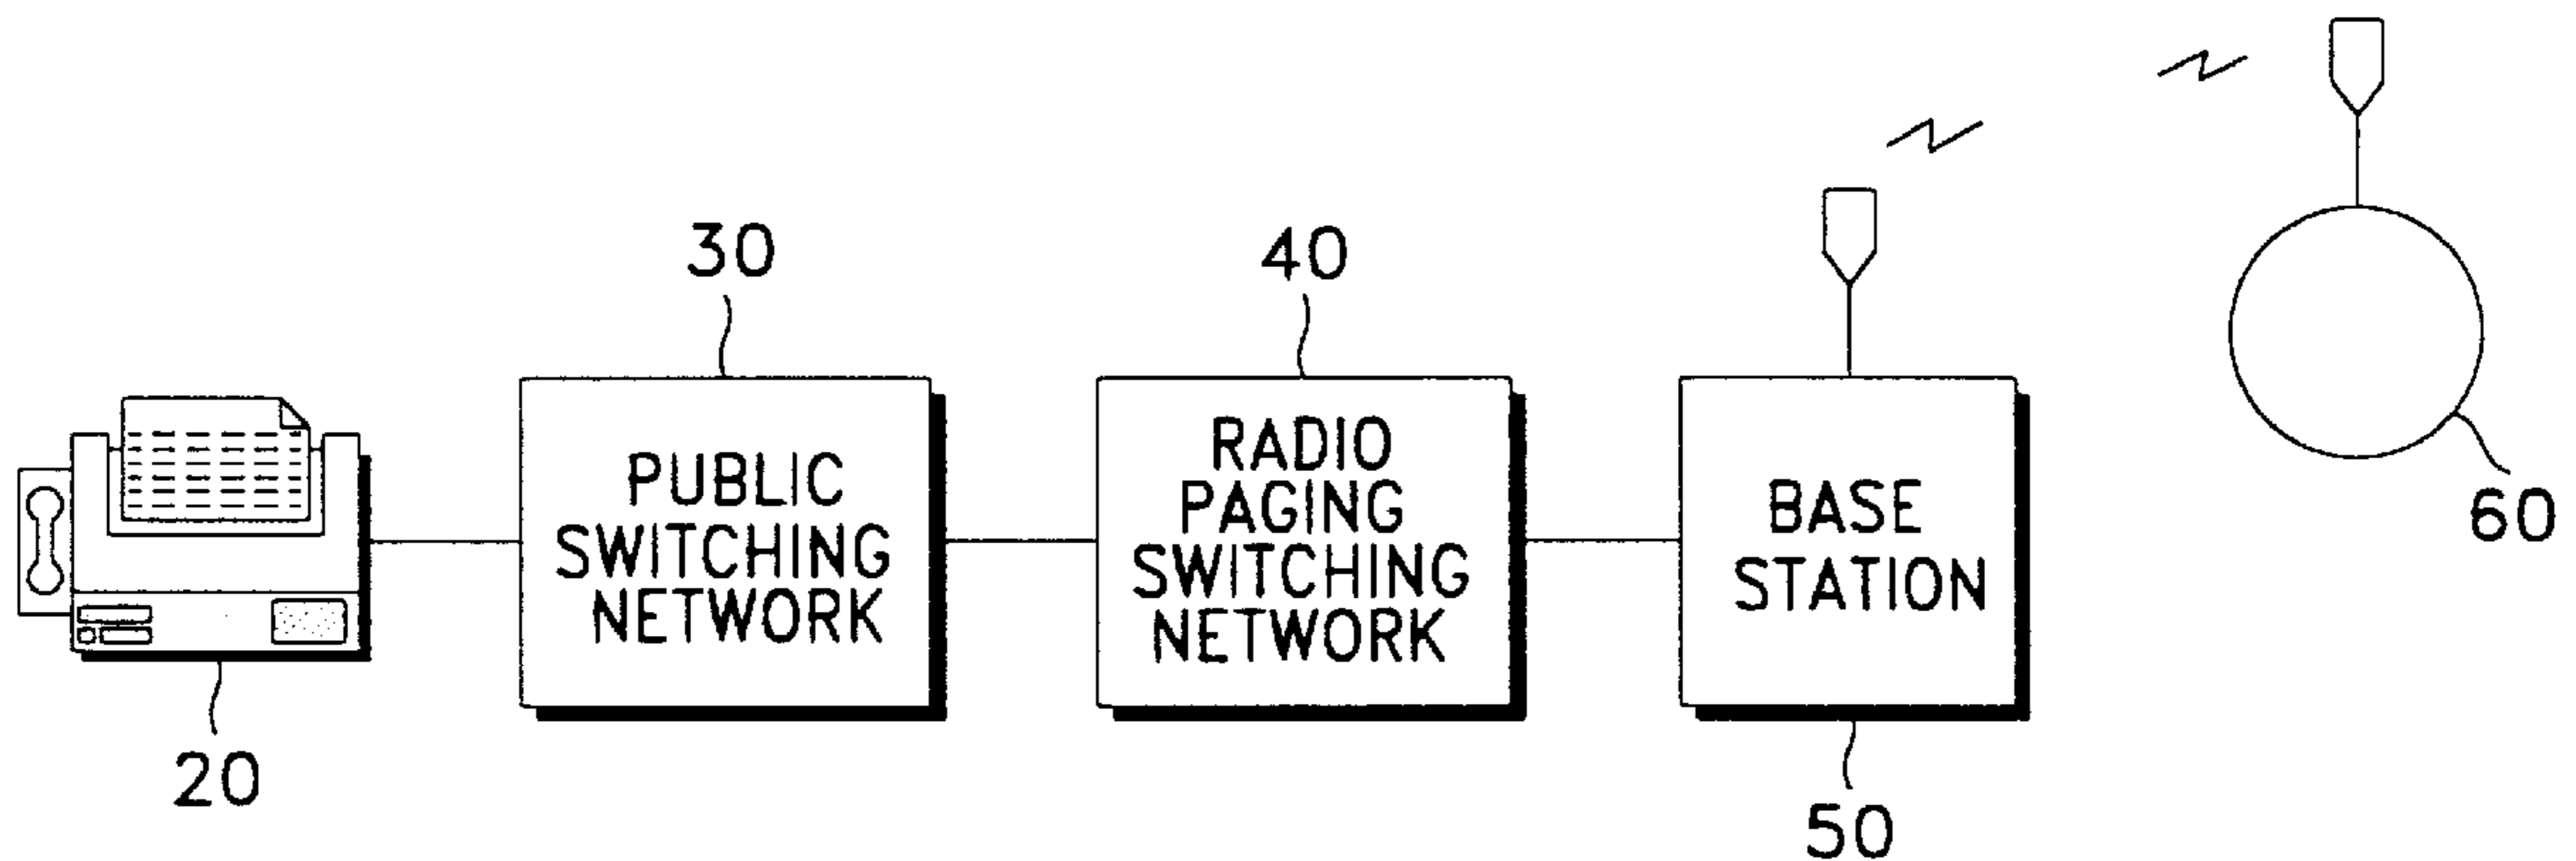 30
40
PUBLIC
SWITCHING
NETWORK
RADIO
PAGING
SWITCHING
NETWORK
BASE
STATION
60
20
50